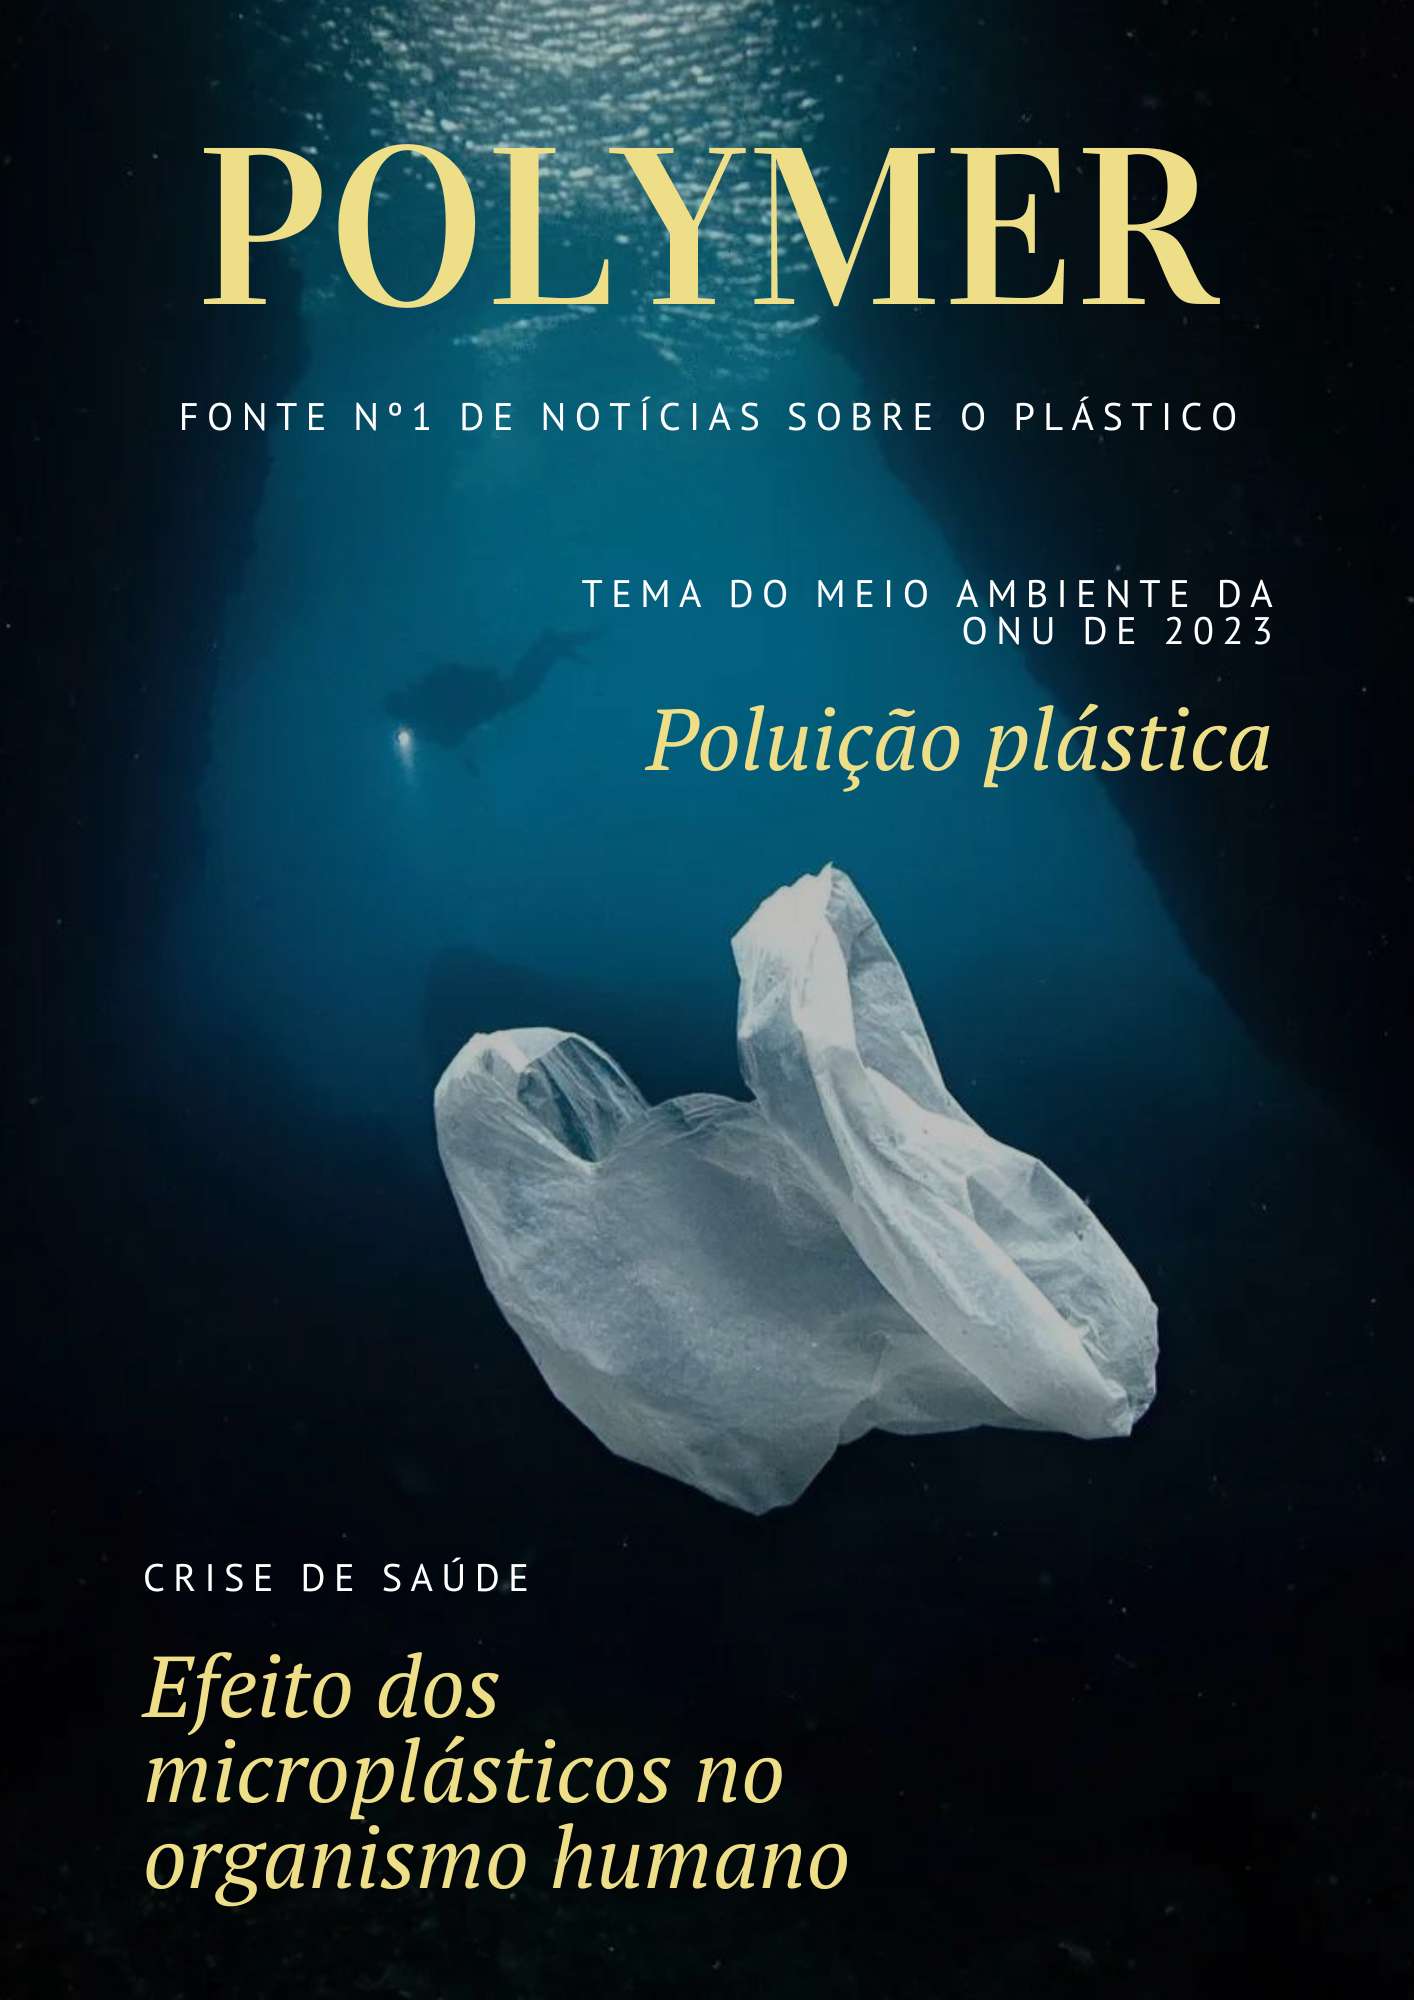 POLYMER
FONTE Nº1 DE NOTÍCIAS SOBRE O PLÁSTICO
TEMA DO MEIO AMBIENTE DA
ONU DE 2023
Poluição plástica
CRISE DE SAÚDE
Efeito dos
microplásticos no
organismo humano